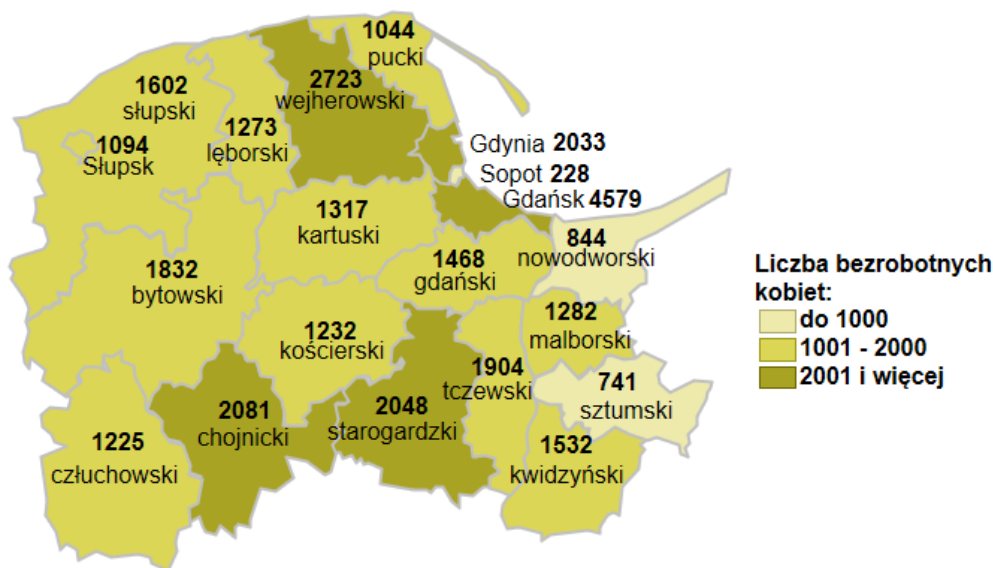 1044
pucki
1602
słupski
2723
wejherowski
1273
lęborski
1094
Słupsk
Gdynia 2033
Sopot 228
Gdańsk 4579
1317
kartuski
844
nowodworski
1468
gdański
1832
bytowski
1282
malborski
1232
kościerski
1904
tczewski
741
sztumski
2081
chojnicki
2048
starogardzki
1225
człuchowski
1532
kwidzyński
Liczba bezrobotnych
kobiet:
do 1000
1001 - 2000
2001 i więcej